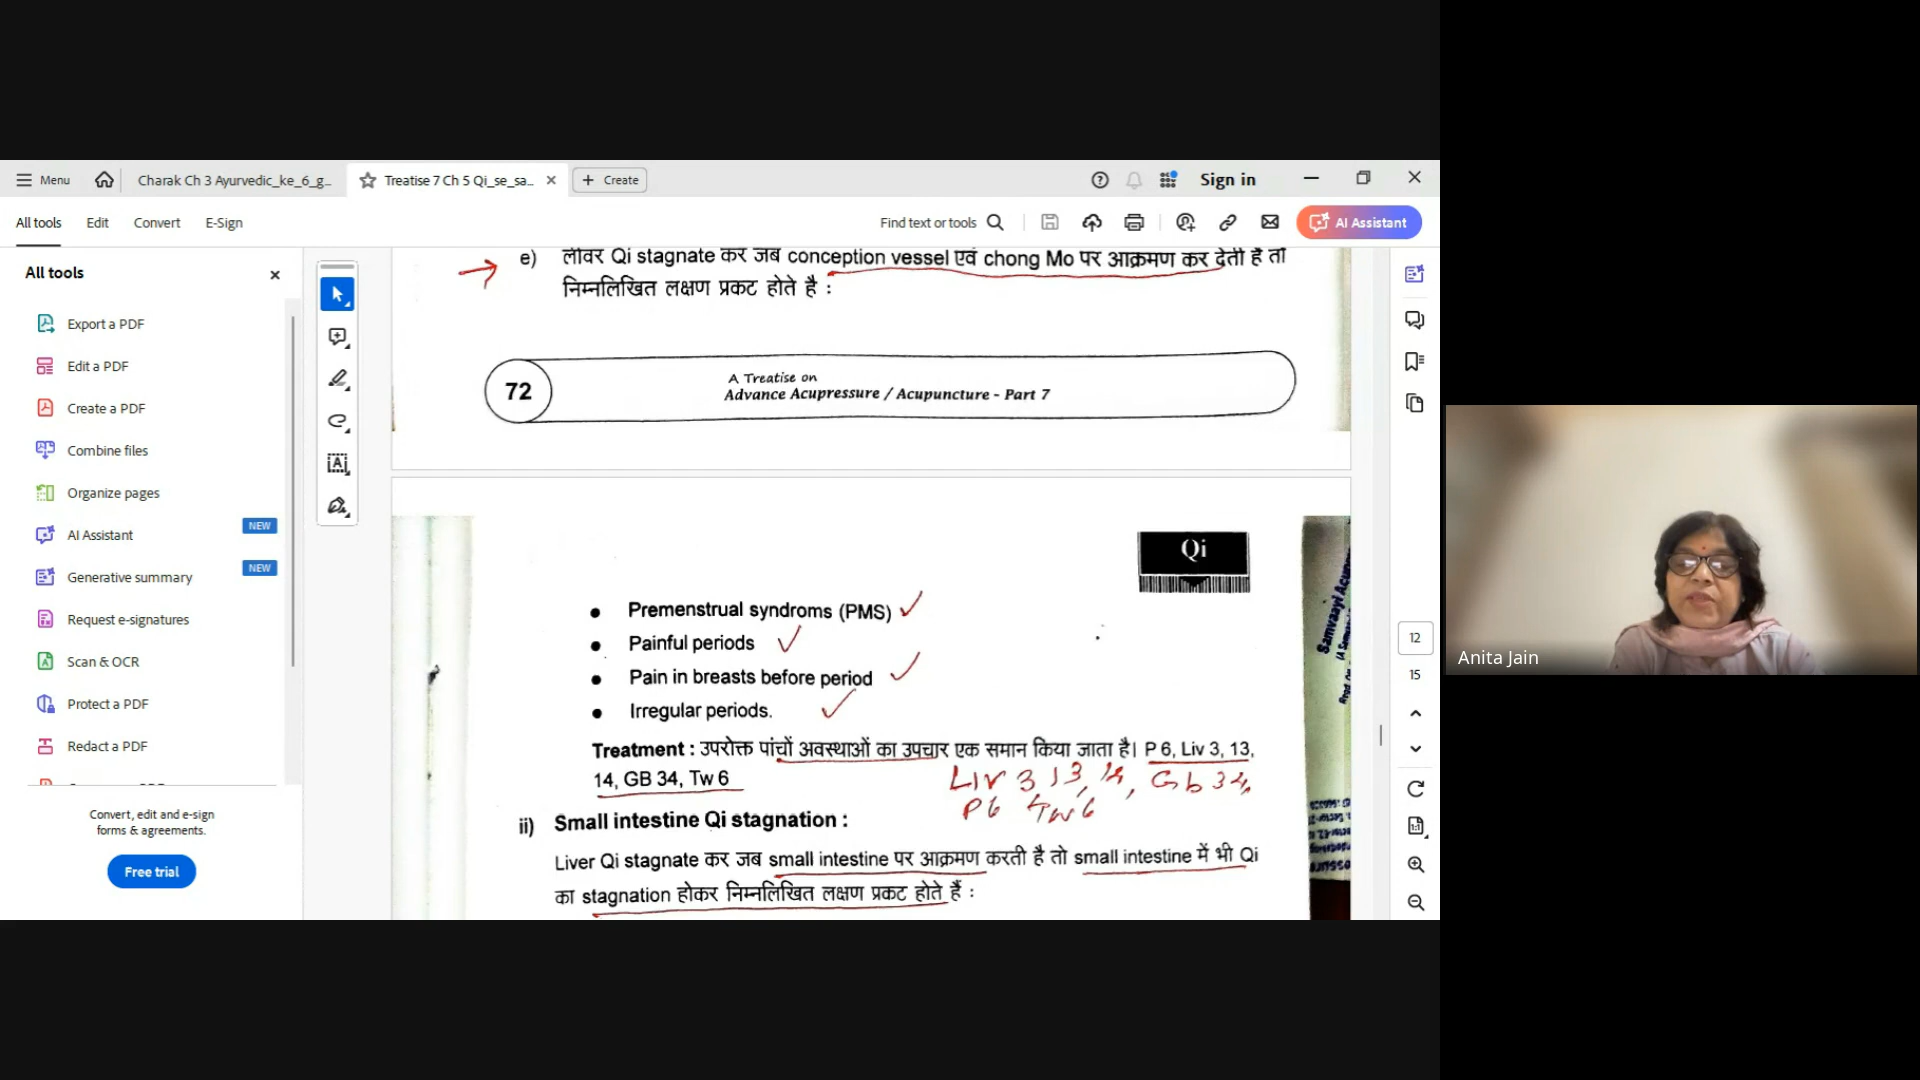 Menu
Charak Ch 3 Ayurvedic_ke_6_g...
Treatise 7 Ch 5 Qi_se_sa...
Create
Sign in
All tools
Edit
Convert
E-Sign
Find text or tools
AI Assistant
All tools
Export a PDF
Edit a PDF
Create a PDF
Combine files
Organize pages
AI Assistant NEW
Generative summary NEW
Request e-signatures
Scan & OCR
Protect a PDF
Redact a PDF
Convert, edit and e-sign
forms & agreements.
Free trial
e) लीवर Qi stagnate कर जब conception vessel एवं chong Mo पर आक्रमण कर देती है तो
निम्नलिखित लक्षण प्रकट होते है :
72
A Treatise on
Advance Acupressure / Acupuncture - Part 7
Qi
● Premenstrual syndroms (PMS)
● Painful periods
● Pain in breasts before period
● Irregular periods.
Treatment : उपरोक्त पांचों अवस्थाओं का उपचार एक समान किया जाता है। P 6, Liv 3, 13,
14, GB 34, Tw 6
Liv 3, 13, 14, Gb 34,
P6 Tw 6
ii) Small intestine Qi stagnation :
Liver Qi stagnate कर जब small intestine पर आक्रमण करती है तो small intestine में भी Qi
का stagnation होकर निम्नलिखित लक्षण प्रकट होते हैं :
12
15
Anita Jain